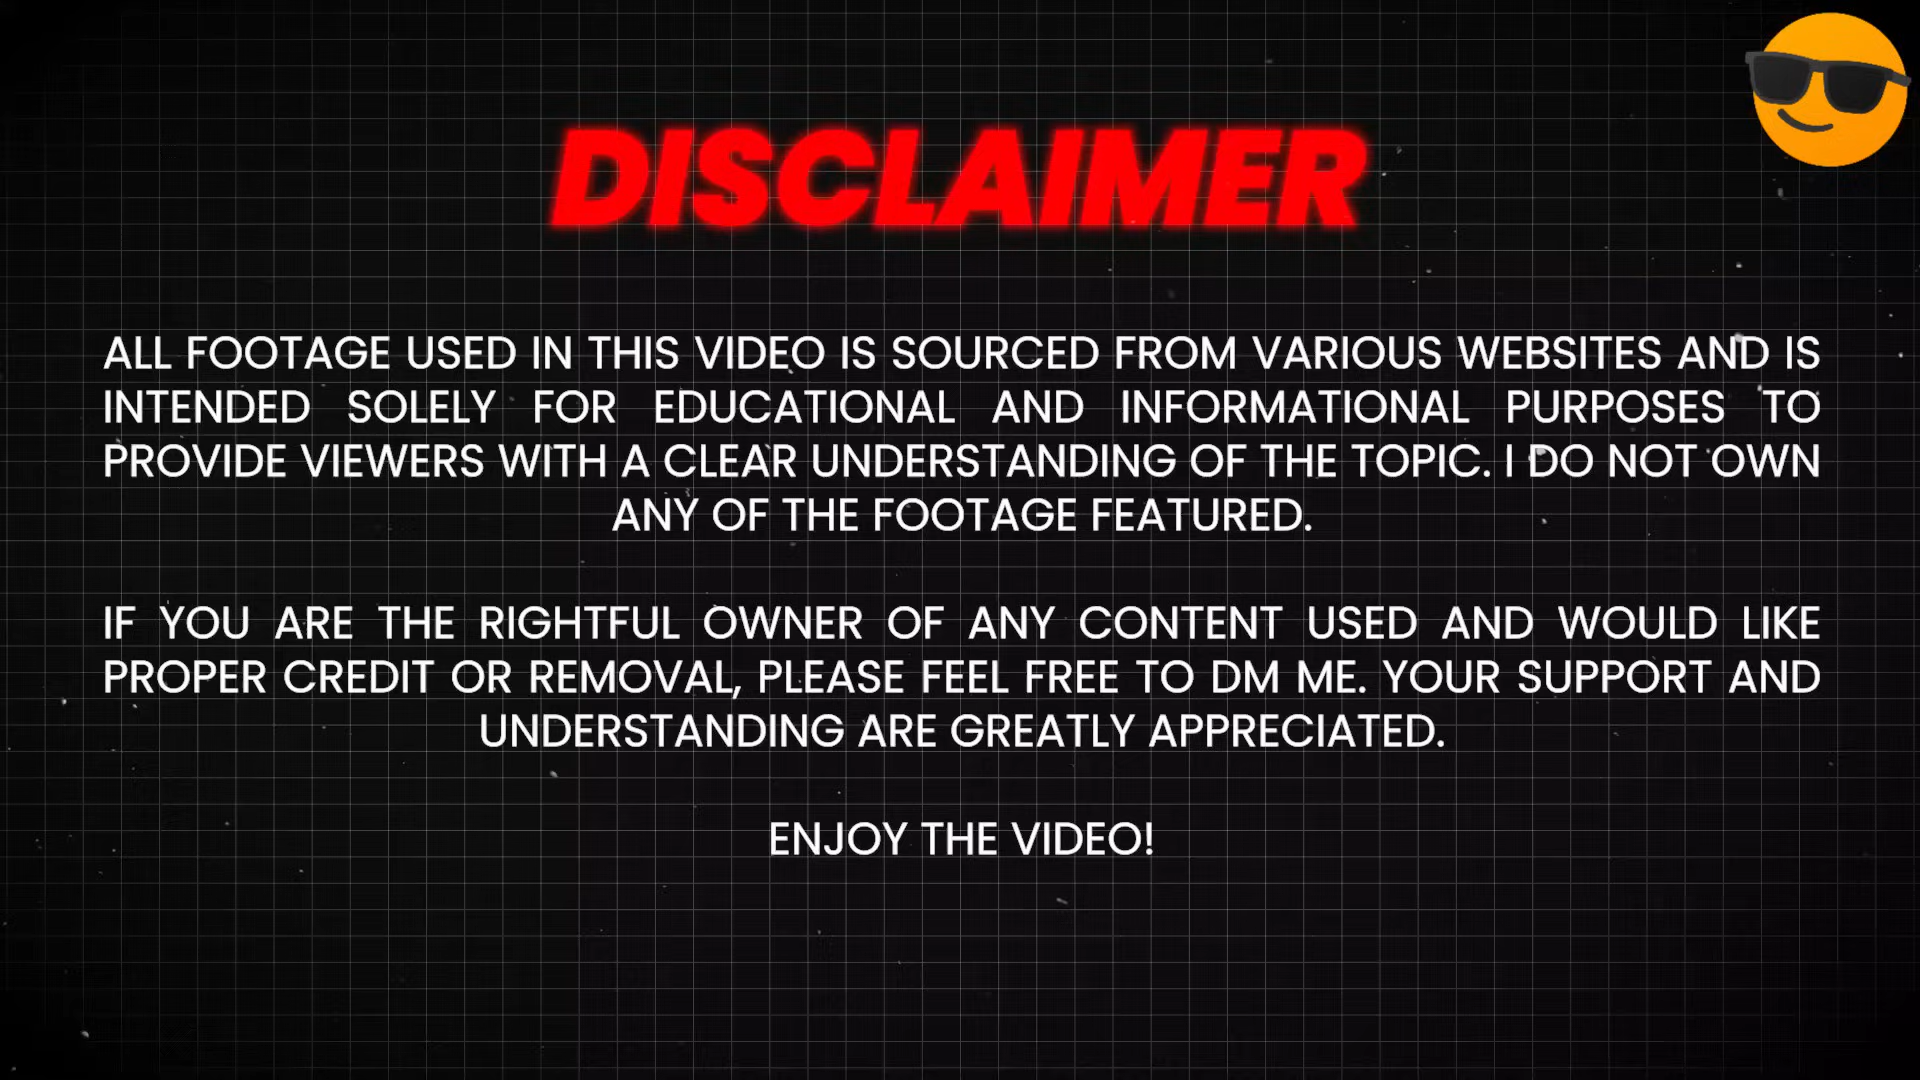 DISCLAIMER
ALL FOOTAGE USED IN THIS VIDEO IS SOURCED FROM VARIOUS WEBSITES AND IS
INTENDED SOLELY FOR EDUCATIONAL AND INFORMATIONAL PURPOSES TO
PROVIDE VIEWERS WITH A CLEAR UNDERSTANDING OF THE TOPIC. I DO NOT OWN
ANY OF THE FOOTAGE FEATURED.
IF YOU ARE THE RIGHTFUL OWNER OF ANY CONTENT USED AND WOULD LIKE
PROPER CREDIT OR REMOVAL, PLEASE FEEL FREE TO DM ME. YOUR SUPPORT AND
UNDERSTANDING ARE GREATLY APPRECIATED.
ENJOY THE VIDEO!